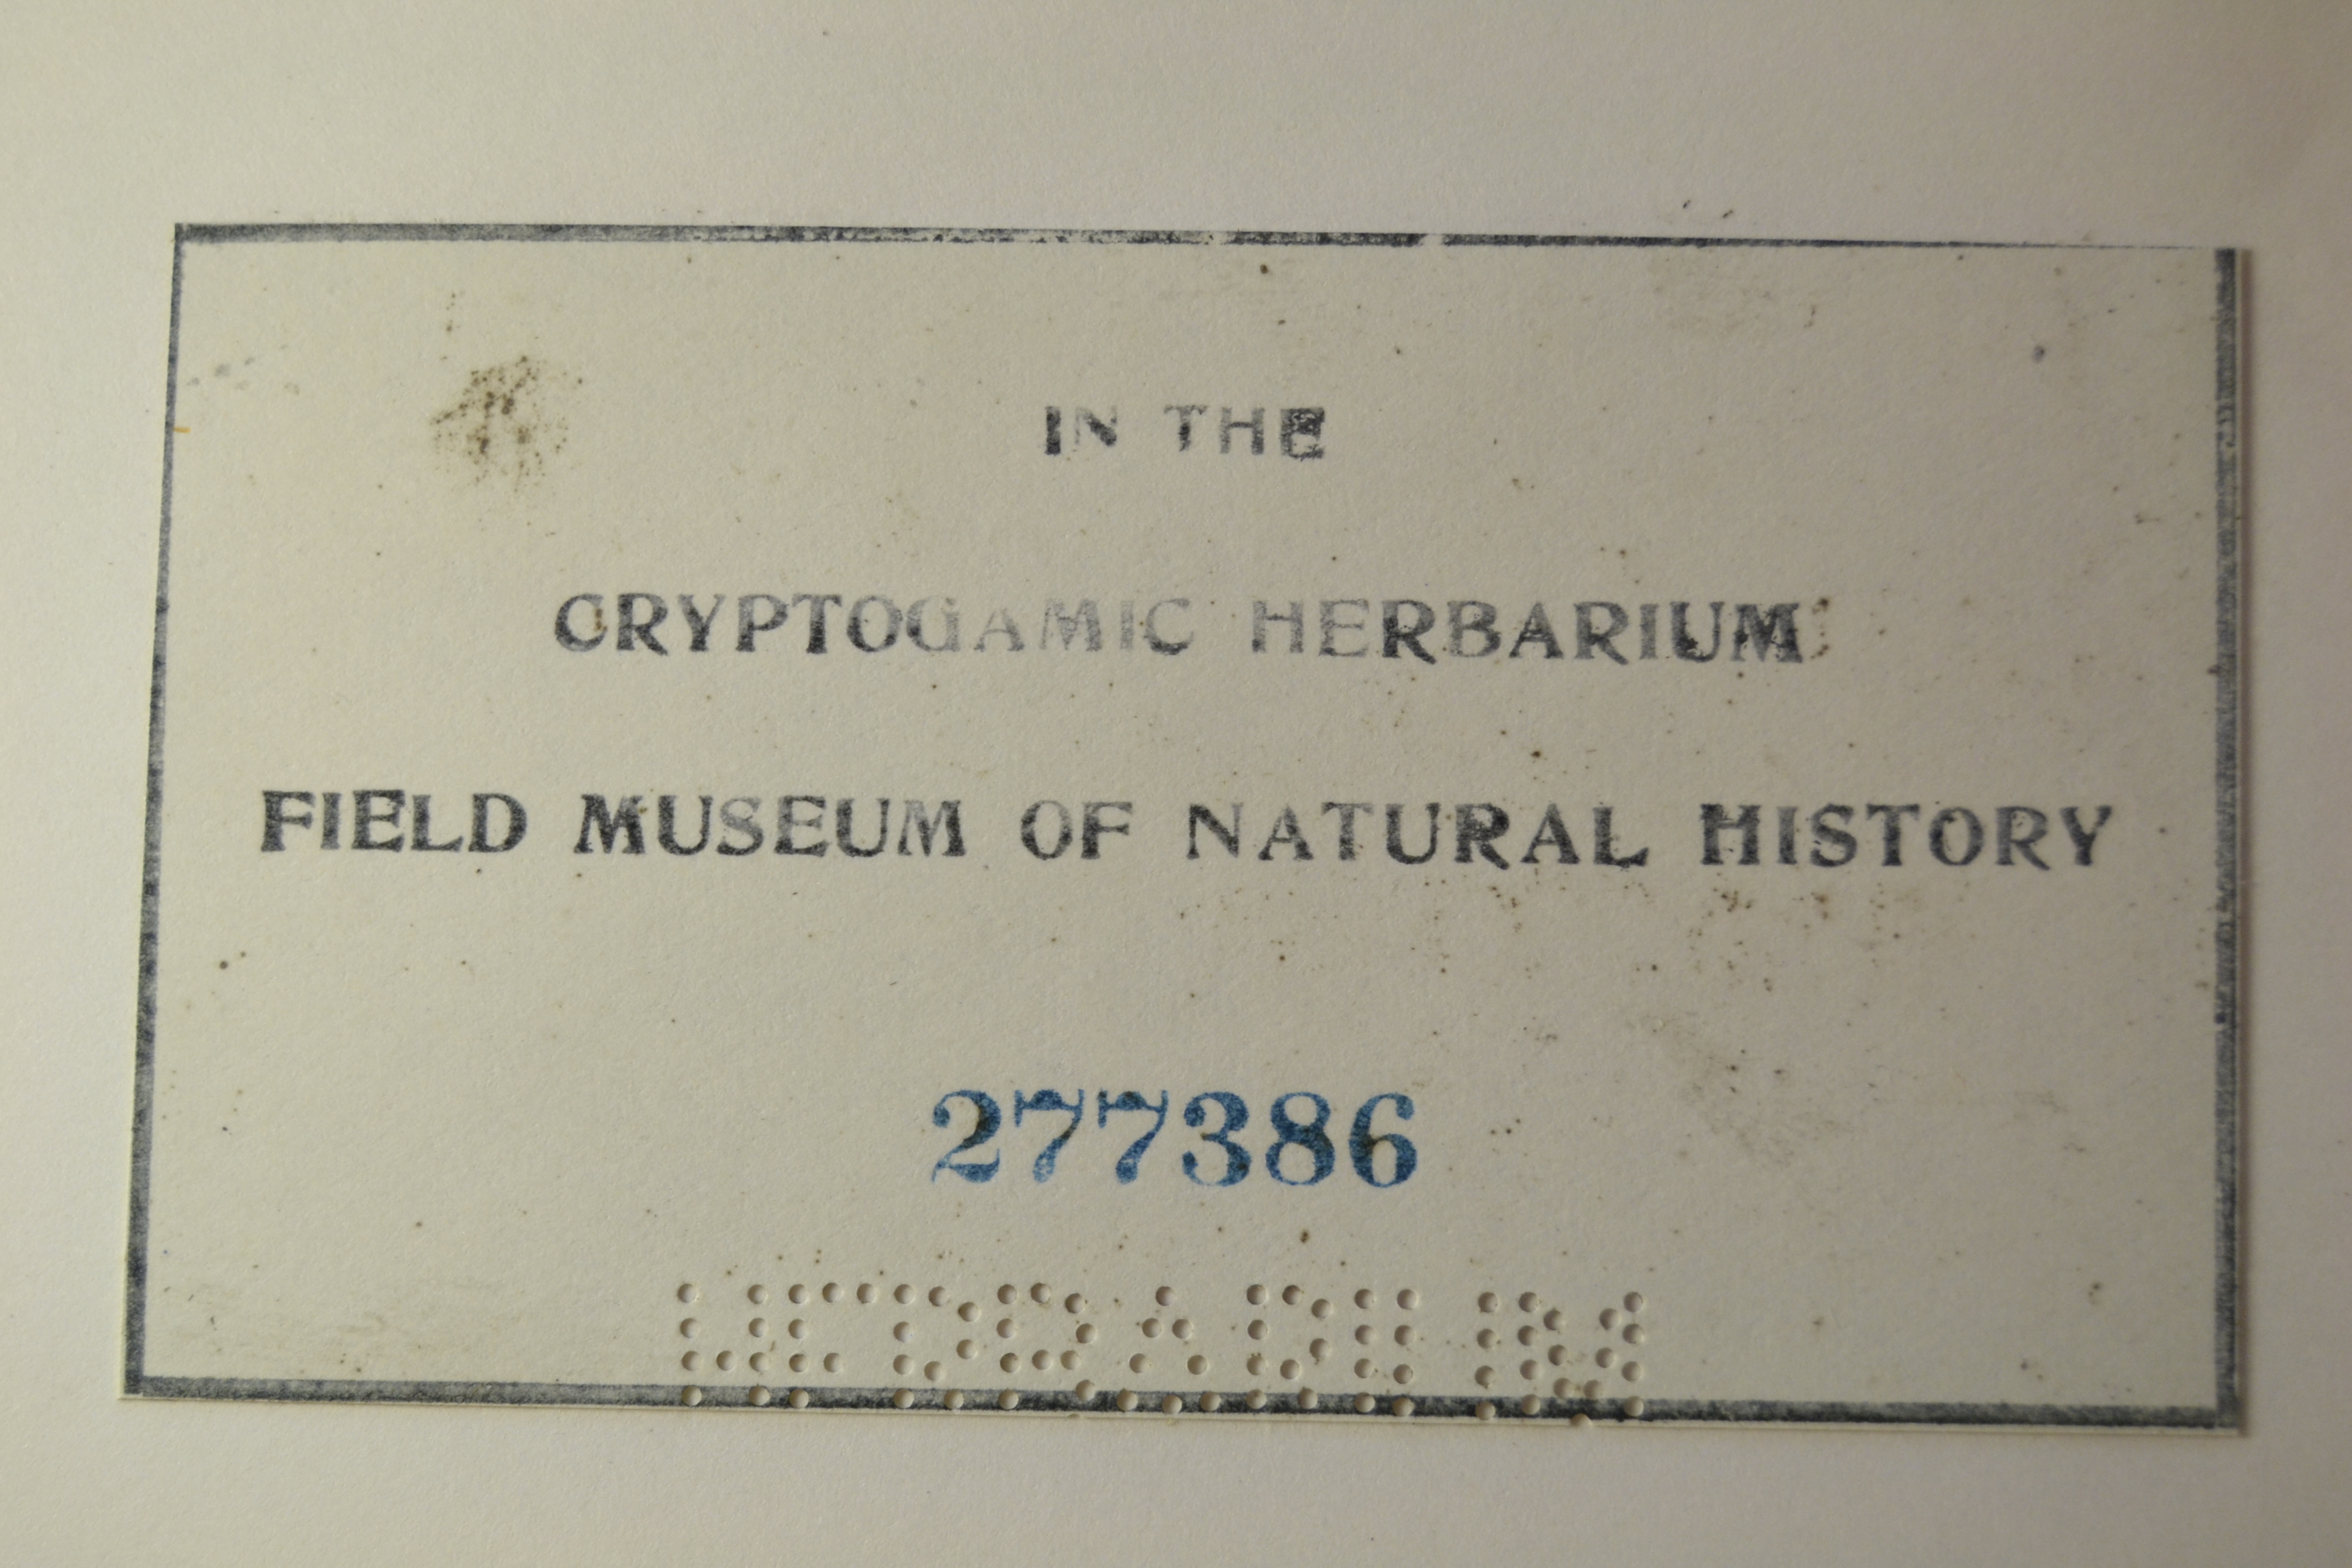 IN THE
CRYPTOGAMIC HERBARIUM
FIELD MUSEUM OF NATURAL HISTORY
277386